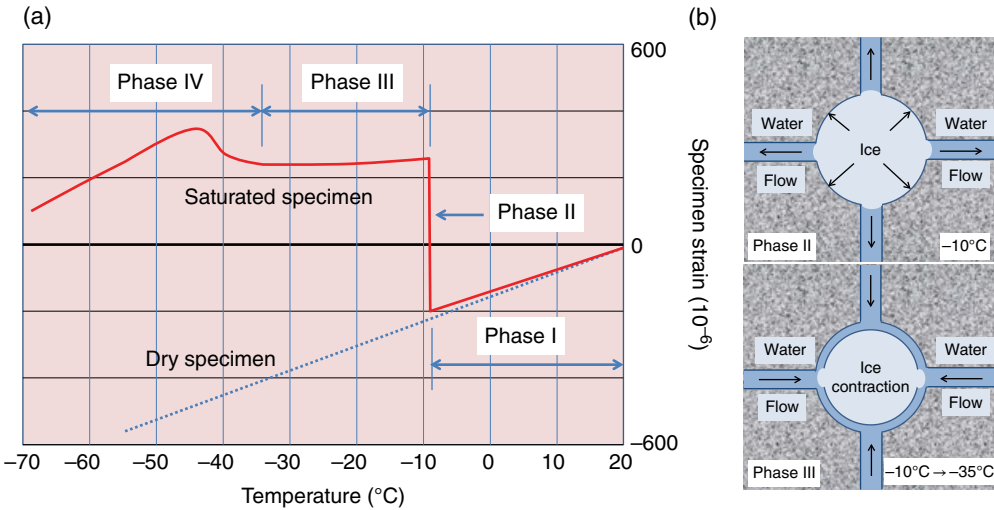 (a)
600
Phase IV
Phase III
Saturated specimen
Phase II
0
Phase I
Dry specimen
–600
–70 –60 –50 –40 –30 –20 –10 0 10 20
Temperature (°C)
Specimen strain (10⁻⁶)
(b)
Water
Flow
Ice
Water
Flow
Phase II
–10°C
Water
Flow
Ice
contraction
Water
Flow
Phase III
–10°C → –35°C